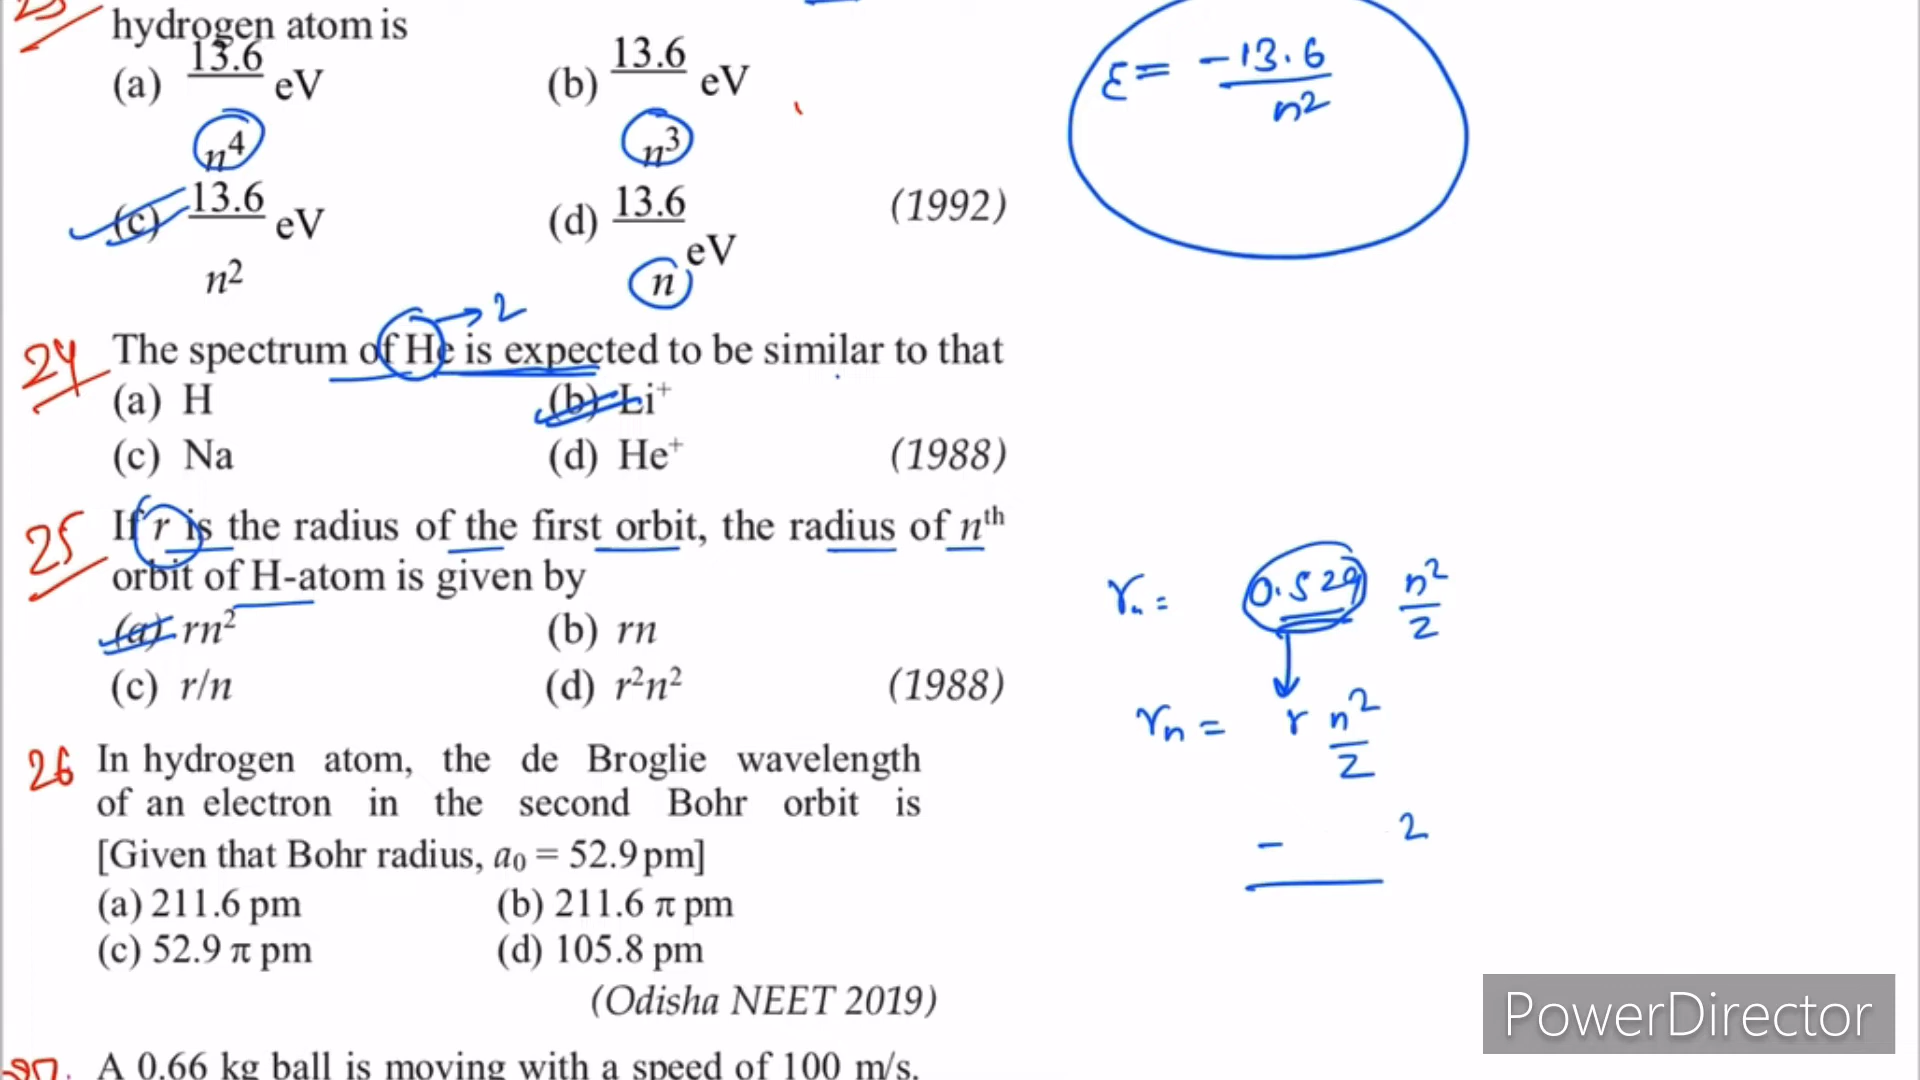 hydrogen atom is
(a) 13.6 eV (b) 13.6 eV
n⁴ n³
(c) 13.6 eV (d) 13.6 eV (1992)
n² n
ε = -13.6
n²
→ 2
24 The spectrum of He is expected to be similar to that
(a) H (b) Li⁺
(c) Na (d) He⁺ (1988)
25 If r is the radius of the first orbit, the radius of nᵗʰ
orbit of H-atom is given by
(a) rn² (b) rn
(c) r/n (d) r²n² (1988)
rₙ = 0.529 n²
Z
rₙ = r n²
Z
- 2
26 In hydrogen atom, the de Broglie wavelength
of an electron in the second Bohr orbit is
[Given that Bohr radius, a₀ = 52.9 pm]
(a) 211.6 pm (b) 211.6 π pm
(c) 52.9 π pm (d) 105.8 pm
(Odisha NEET 2019)
A 0.66 kg ball is moving with a speed of 100 m/s.
PowerDirector